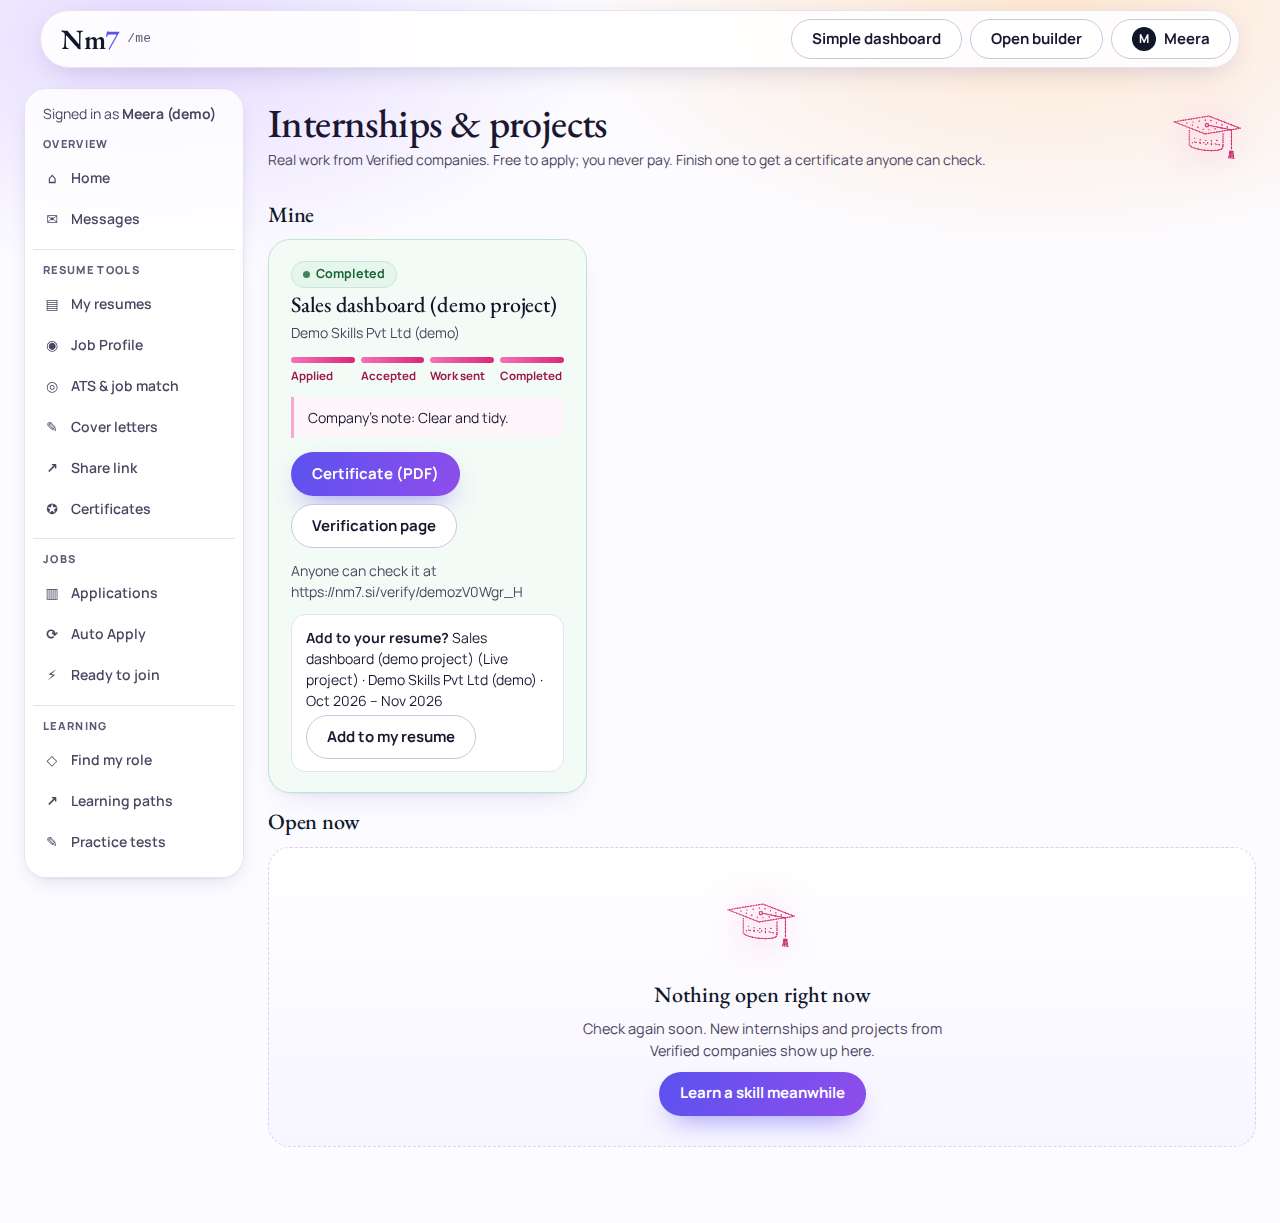 Nm7 /me
Simple dashboard
Open builder
M Meera
Signed in as Meera (demo)
OVERVIEW
Home
Messages
RESUME TOOLS
My resumes
Job Profile
ATS & job match
Cover letters
Share link
Certificates
JOBS
Applications
Auto Apply
Ready to join
LEARNING
Find my role
Learning paths
Practice tests
Internships & projects
Real work from Verified companies. Free to apply; you never pay. Finish one to get a certificate anyone can check.
Mine
Completed
Sales dashboard (demo project)
Demo Skills Pvt Ltd (demo)
Applied Accepted Work sent Completed
Company's note: Clear and tidy.
Certificate (PDF)
Verification page
Anyone can check it at
https://nm7.si/verify/demozV0Wgr_H
Add to your resume? Sales
dashboard (demo project) (Live
project) · Demo Skills Pvt Ltd (demo) ·
Oct 2026 – Nov 2026
Add to my resume
Open now
Nothing open right now
Check again soon. New internships and projects from
Verified companies show up here.
Learn a skill meanwhile